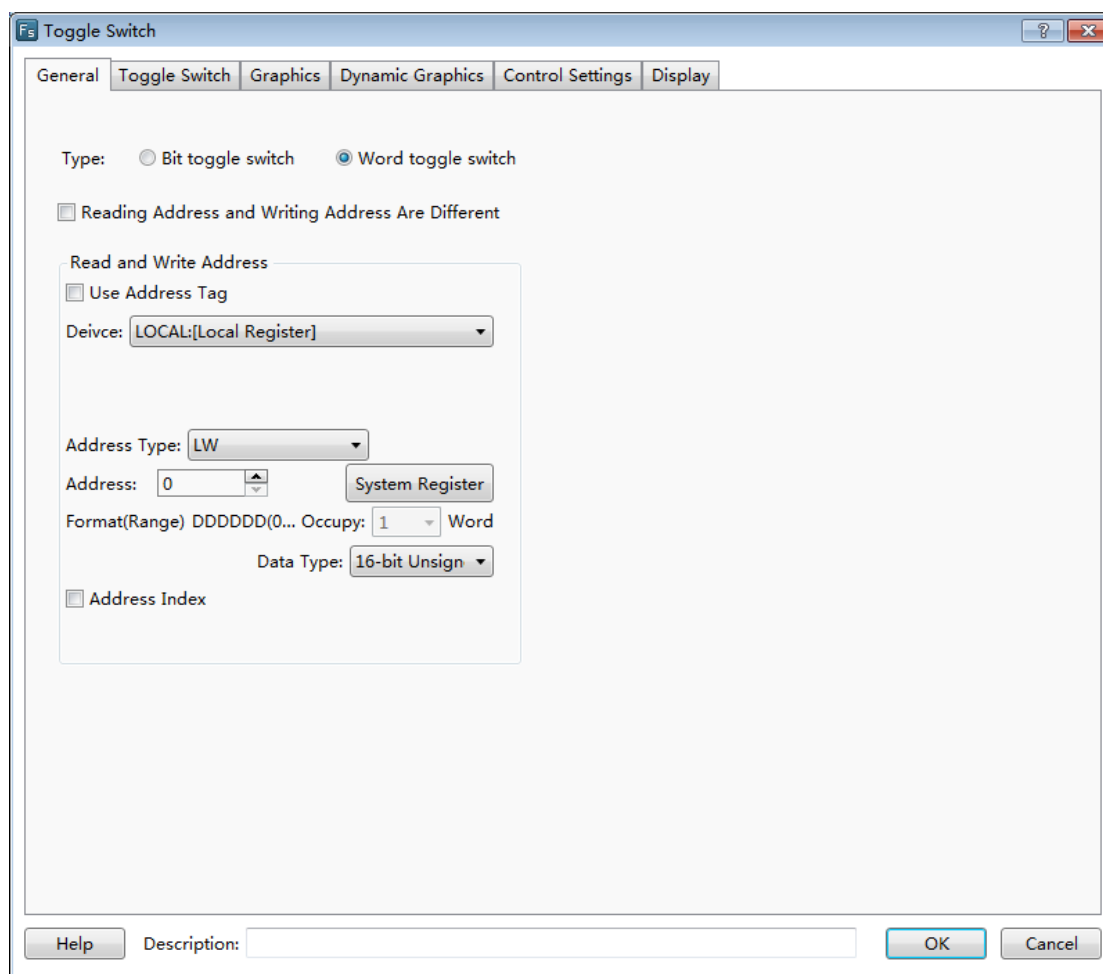 Fs Toggle Switch ?
General Toggle Switch Graphics Dynamic Graphics Control Settings Display
Type: Bit toggle switch Word toggle switch
Reading Address and Writing Address Are Different
Read and Write Address
Use Address Tag
Deivce: LOCAL:[Local Register]
Address Type: LW
Address: 0 System Register
Format(Range) DDDDDD(0... Occupy: 1 Word
Data Type: 16-bit Unsign
Address Index
Help Description: OK Cancel